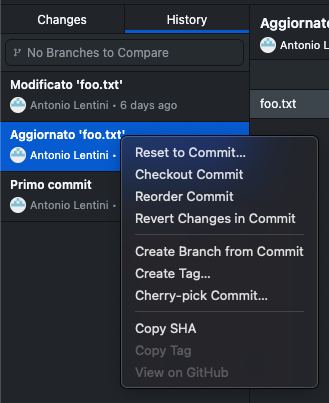 Changes
History
Aggiornato
Antonio Lentini
No Branches to Compare
Modificato 'foo.txt'
Antonio Lentini • 6 days ago
foo.txt
Aggiornato 'foo.txt'
Antonio Lentini •
Primo commit
Antonio Lentini •
Reset to Commit...
Checkout Commit
Reorder Commit
Revert Changes in Commit
Create Branch from Commit
Create Tag...
Cherry-pick Commit...
Copy SHA
Copy Tag
View on GitHub